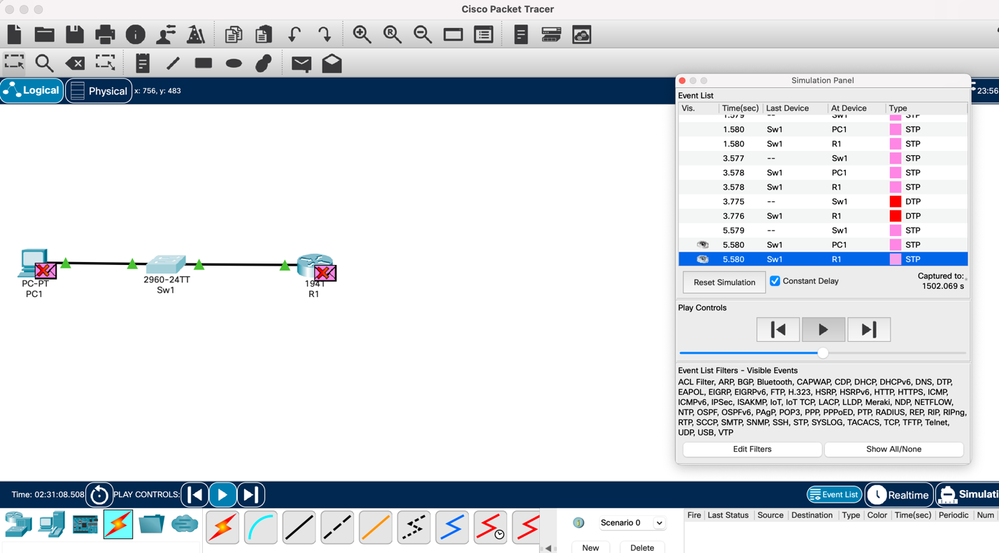 Cisco Packet Tracer
Logical
Physical
x: 756, y: 483
23:56
Simulation Panel
Event List
Vis. Time(sec) Last Device At Device Type
1.579 -- Sw1 STP
1.580 Sw1 PC1 STP
1.580 Sw1 R1 STP
3.577 -- Sw1 STP
3.578 Sw1 PC1 STP
3.578 Sw1 R1 STP
3.775 -- Sw1 DTP
3.776 Sw1 R1 DTP
5.579 -- Sw1 STP
5.580 Sw1 PC1 STP
5.580 Sw1 R1 STP
Reset Simulation
Constant Delay
Captured to:
1502.069 s
Play Controls
Event List Filters - Visible Events
ACL Filter, ARP, BGP, Bluetooth, CAPWAP, CDP, DHCP, DHCPv6, DNS, DTP,
EAPOL, EIGRP, EIGRPv6, FTP, H.323, HSRP, HSRPv6, HTTP, HTTPS, ICMP,
ICMPv6, IPSec, ISAKMP, IoT, IoT TCP, LACP, LLDP, Meraki, NDP, NETFLOW,
NTP, OSPF, OSPFv6, PAgP, POP3, PPP, PPPoED, PTP, RADIUS, REP, RIP, RIPng,
RTP, SCCP, SMTP, SNMP, SSH, STP, SYSLOG, TACACS, TCP, TFTP, Telnet,
UDP, USB, VTP
Edit Filters
Show All/None
PC-PT
PC1
2960-24TT
Sw1
1941
R1
Time: 02:31:08.508
PLAY CONTROLS:
Event List
Realtime
Simulati
Scenario 0
New
Delete
Fire Last Status Source Destination Type Color Time(sec) Periodic Num